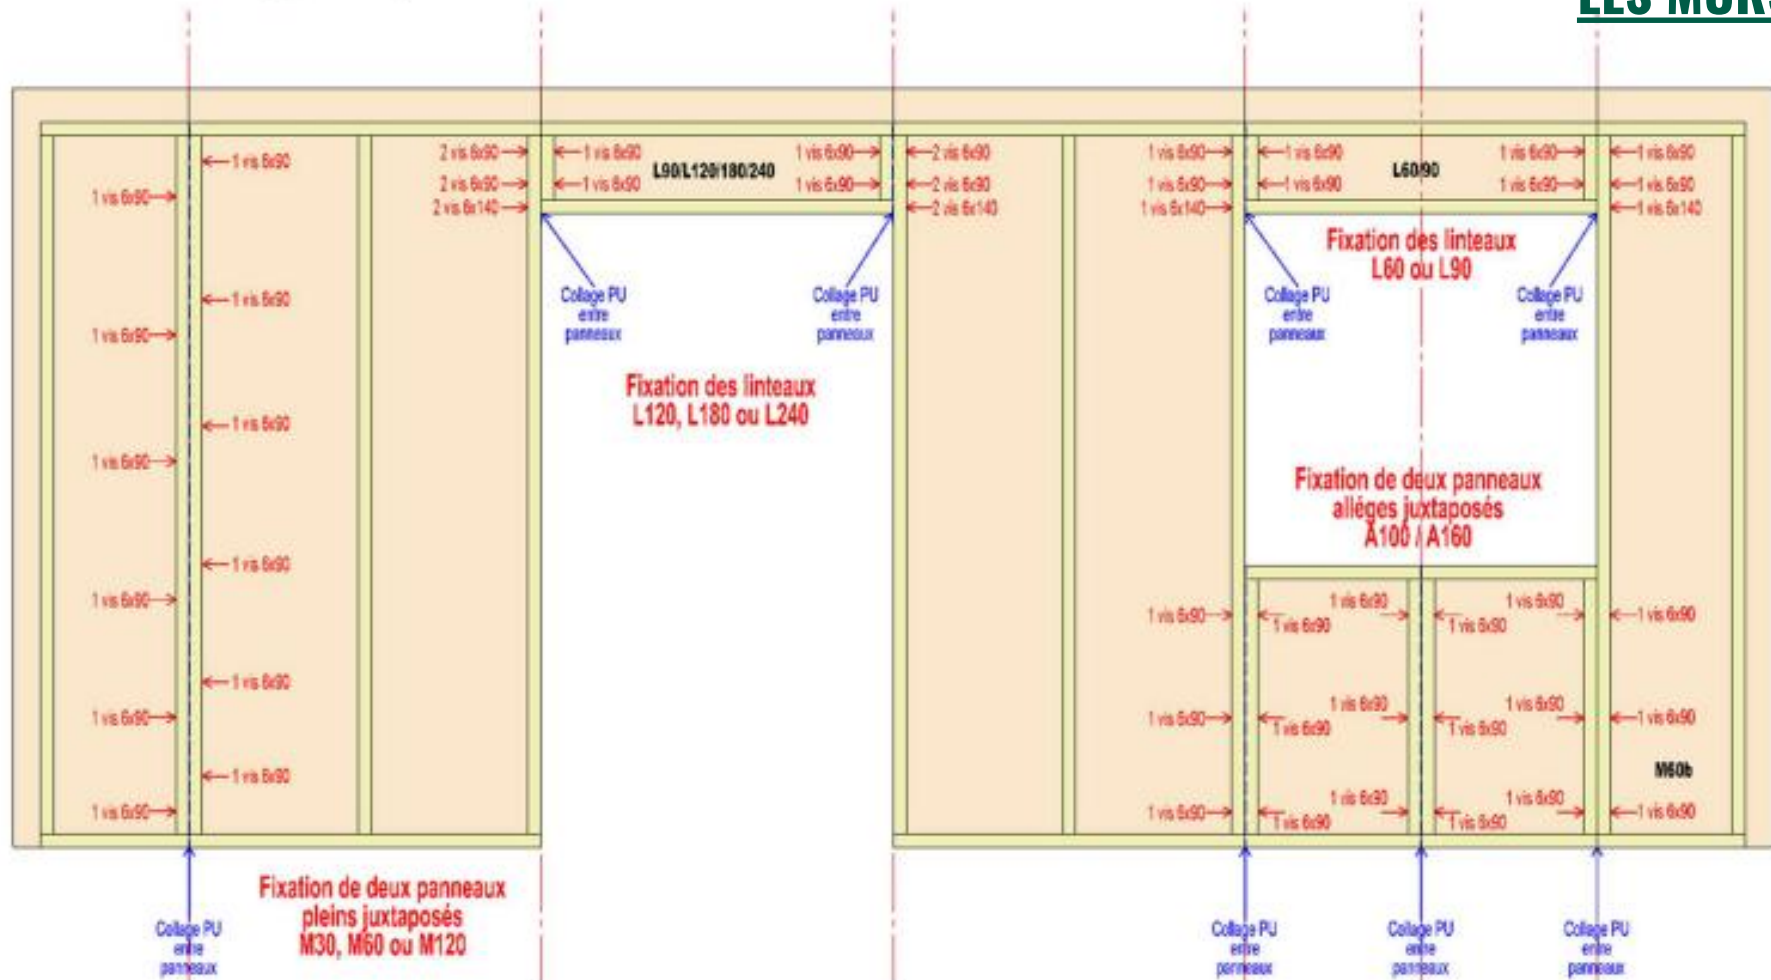 LES MURS
1 vis 6x90
1 vis 6x90
1 vis 6x90
1 vis 6x90
1 vis 6x90
1 vis 6x90
1 vis 6x90
1 vis 6x90
1 vis 6x90
1 vis 6x90
1 vis 6x90
1 vis 6x90
2 vis 6x90
2 vis 6x90
2 vis 6x140
1 vis 6x90
1 vis 6x90
L90/L120/180/240
1 vis 6x90
1 vis 6x90
2 vis 6x90
2 vis 6x90
2 vis 6x140
Collage PU
entre
panneaux
Collage PU
entre
panneaux
Fixation des linteaux
L120, L180 ou L240
1 vis 6x90
1 vis 6x90
1 vis 6x140
1 vis 6x90
1 vis 6x90
L60/90
1 vis 6x90
1 vis 6x90
1 vis 6x90
1 vis 6x90
1 vis 6x140
Fixation des linteaux
L60 ou L90
Collage PU
entre
panneaux
Collage PU
entre
panneaux
Fixation de deux panneaux
allèges juxtaposés
A100 / A160
1 vis 6x90
1 vis 6x90
1 vis 6x90
1 vis 6x90
1 vis 6x90
1 vis 6x90
1 vis 6x90
1 vis 6x90
1 vis 6x90
1 vis 6x90
1 vis 6x90
1 vis 6x90
M60b
1 vis 6x90
1 vis 6x90
1 vis 6x90
1 vis 6x90
1 vis 6x90
1 vis 6x90
Fixation de deux panneaux
pleins juxtaposés
M30, M60 ou M120
Collage PU
entre
panneaux
Collage PU
entre
panneaux
Collage PU
entre
panneaux
Collage PU
entre
panneaux